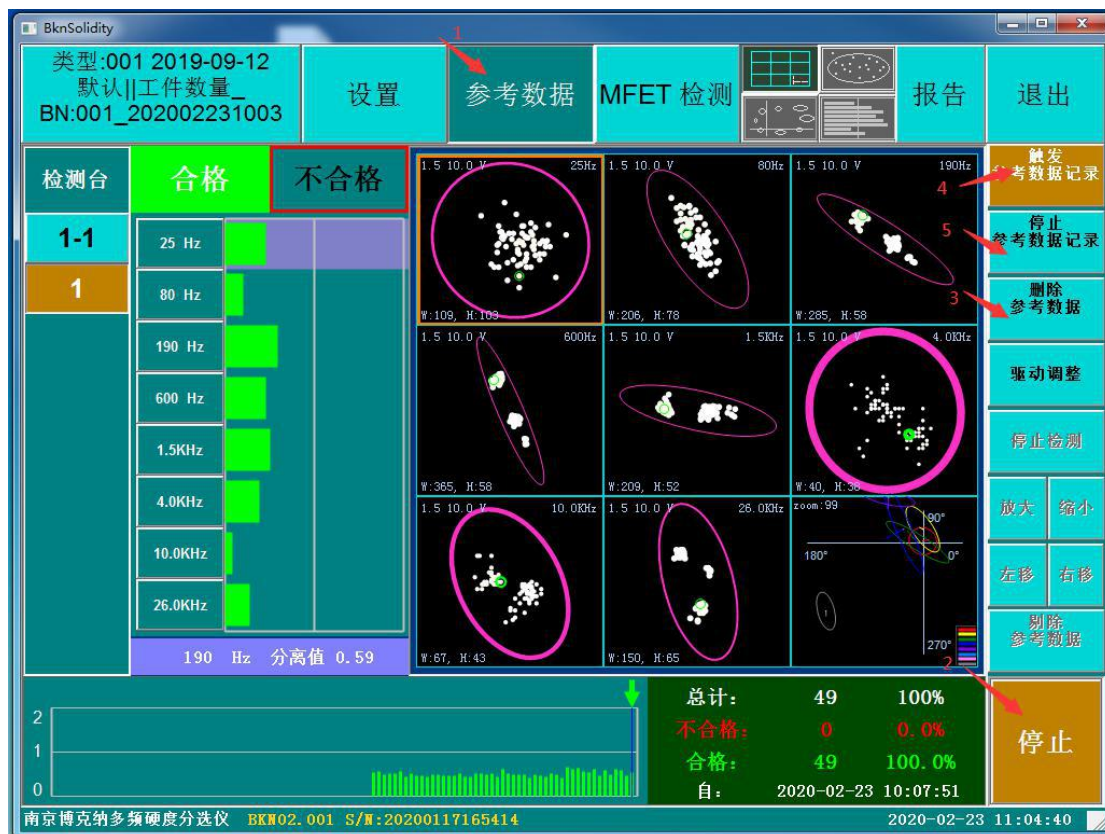 BknSolidity
类型:001 2019-09-12
默认||工件数量_
BN:001_202002231003
设置
1
参考数据
MFET 检测
报告
退出
检测台
1-1
1
合格
不合格
25 Hz
80 Hz
190 Hz
600 Hz
1.5KHz
4.0KHz
10.0KHz
26.0KHz
190 Hz 分离值 0.59
1.5 10.0 V 25Hz
W:109, H:103
1.5 10.0 V 80Hz
W:206, H:78
1.5 10.0 V 190Hz
W:285, H:58
1.5 10.0 V 600Hz
W:365, H:58
1.5 10.0 V 1.5KHz
W:209, H:52
1.5 10.0 V 4.0KHz
W:40, H:38
1.5 10.0 V 10.0KHz
W:67, H:43
1.5 10.0 V 26.0KHz
W:150, H:65
zoom:99
90°
180° 0°
270°
触发
参考数据记录
4
停止
参考数据记录
5
删除
参考数据
3
驱动调整
停止检测
放大 缩小
左移 右移
剔除
参考数据
2
停止
2
1
0
总计: 49 100%
不合格: 0 0.0%
合格: 49 100.0%
自: 2020-02-23 10:07:51
南京博克纳多频硬度分选仪 BKN02.001 S/N:20200117165414 2020-02-23 11:04:40